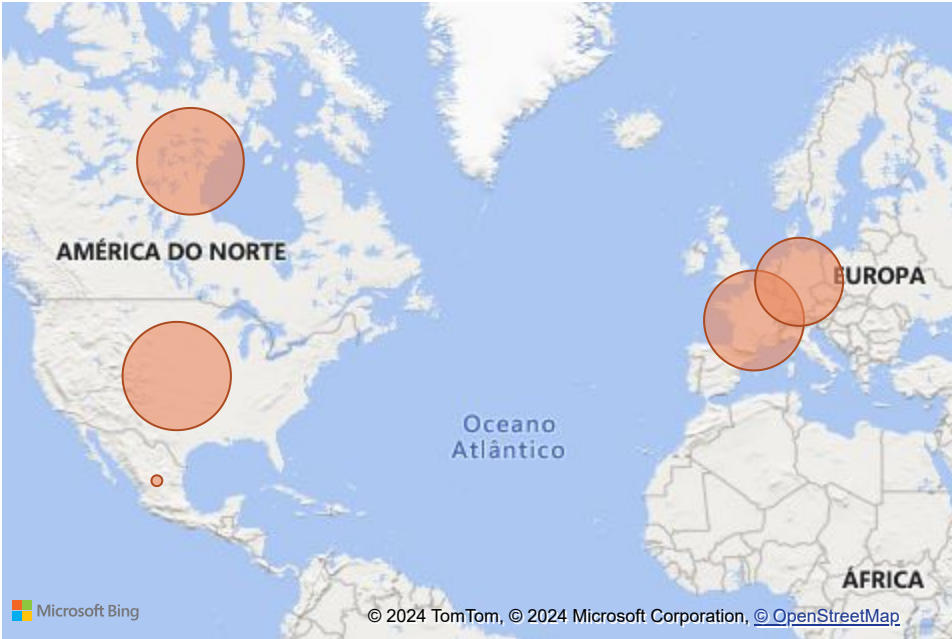 AMÉRICA DO NORTE
EUROPA
Oceano
Atlântico
ÁFRICA
Microsoft Bing
© 2024 TomTom, © 2024 Microsoft Corporation, © OpenStreetMap